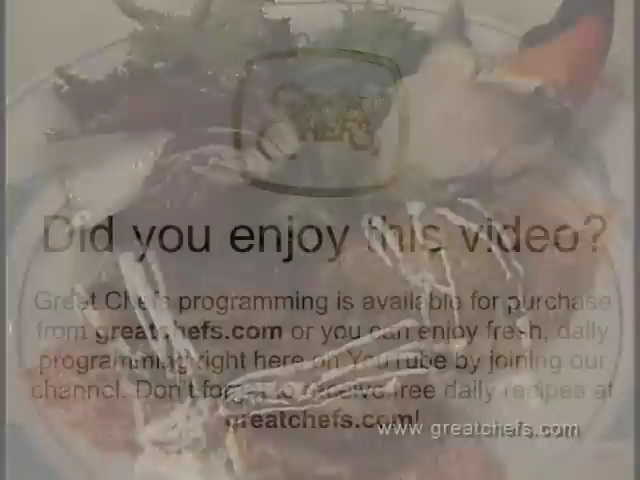 GREAT
CHEFS
Did you enjoy this video?
Great Chefs programming is available for purchase
from greatchefs.com or you can enjoy fresh, daily
programming right here on YouTube by joining our
channel. Don't forget to receive free daily recipes at
greatchefs.com!
www.greatchefs.com